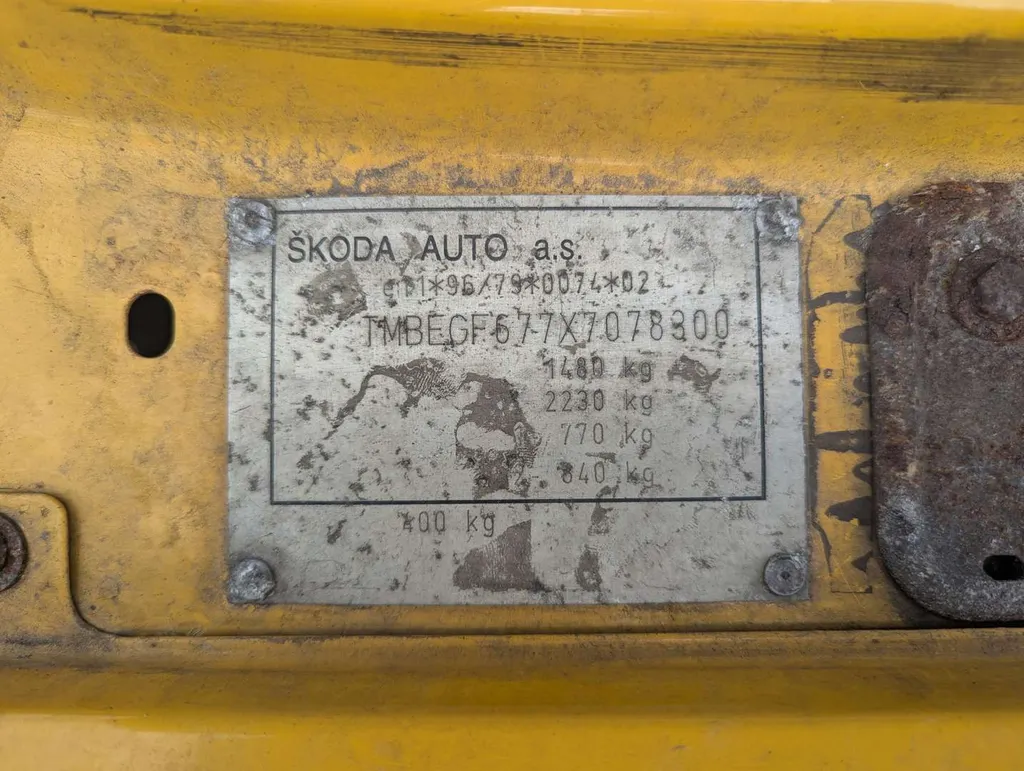 ŠKODA AUTO a.s.
e11*96/79*0074*02
TMBEGF677X7078300
1480 kg
2230 kg
770 kg
840 kg
400 kg